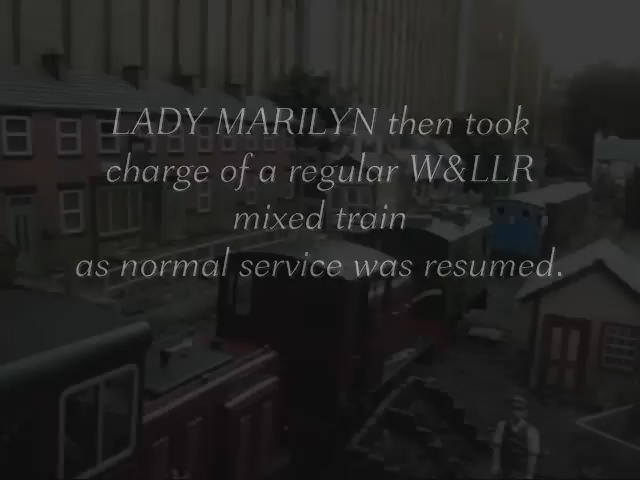 LADY MARILYN then took
charge of a regular W&LLR
mixed train
as normal service was resumed.